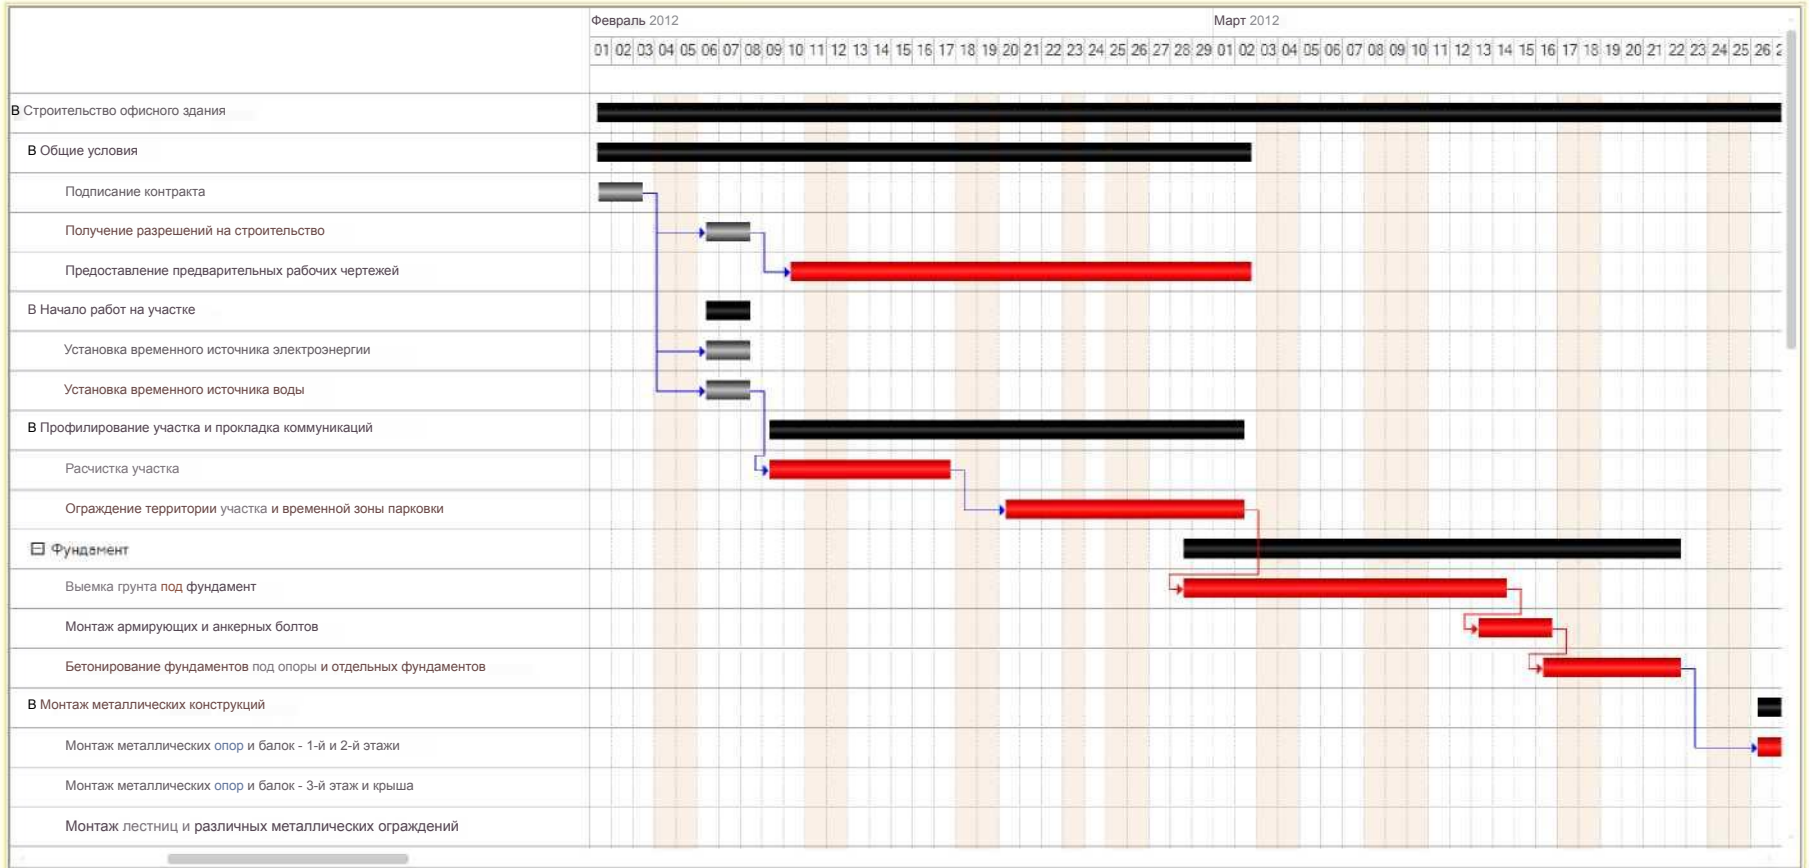 Февраль 2012 Март 2012
01 02 03 04 05 06 07 08 09 10 11 12 13 14 15 16 17 18 19 20 21 22 23 24 25 26 27 28 29 01 02 03 04 05 06 07 08 09 10 11 12 13 14 15 16 17 18 19 20 21 22 23 24 25 26 2
В Строительство офисного здания
В Общие условия
Подписание контракта
Получение разрешений на строительство
Предоставление предварительных рабочих чертежей
В Начало работ на участке
Установка временного источника электроэнергии
Установка временного источника воды
В Профилирование участка и прокладка коммуникаций
Расчистка участка
Ограждение территории участка и временной зоны парковки
Фундамент
Выемка грунта под фундамент
Монтаж армирующих и анкерных болтов
Бетонирование фундаментов под опоры и отдельных фундаментов
В Монтаж металлических конструкций
Монтаж металлических опор и балок - 1-й и 2-й этажи
Монтаж металлических опор и балок - 3-й этаж и крыша
Монтаж лестниц и различных металлических ограждений